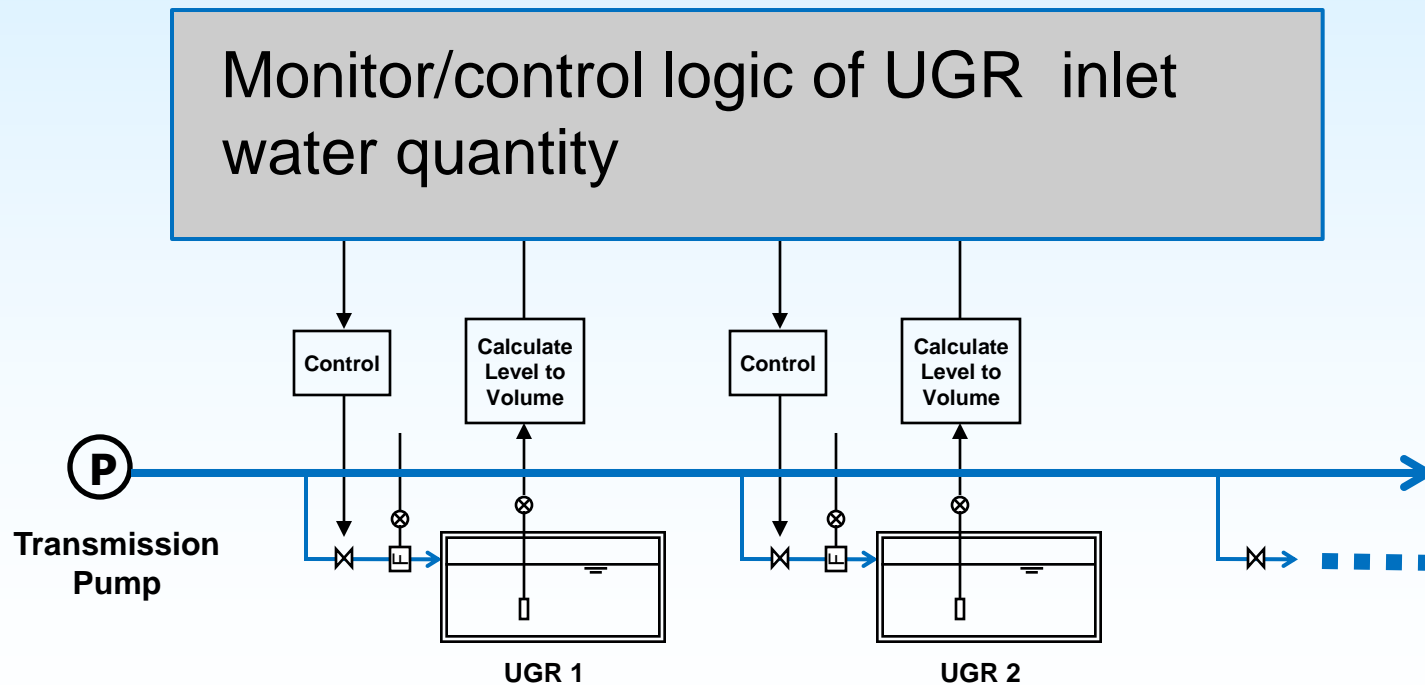 Monitor/control logic of UGR inlet
water quantity
Control
Calculate
Level to
Volume
Control
Calculate
Level to
Volume
P
Transmission
Pump
F
F
UGR 1
UGR 2